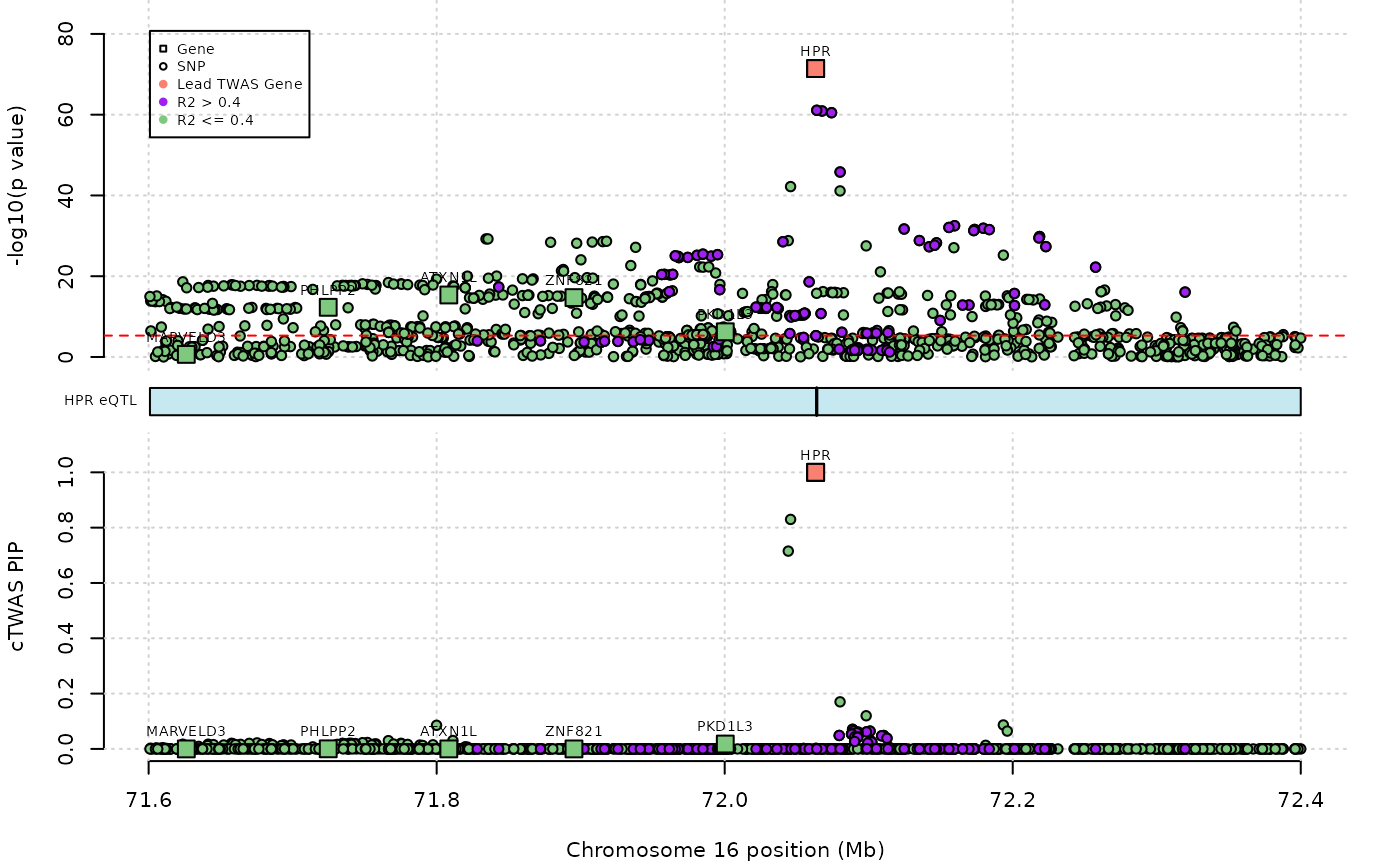 80
60
40
20
0
-log10(p value)
Gene
SNP
Lead TWAS Gene
R2 > 0.4
R2 <= 0.4
HPR
MARVELD3
PHLPP2
ATXN1L
ZNF821
PKD1L3
HPR eQTL
1.0
0.8
0.6
0.4
0.2
0.0
cTWAS PIP
HPR
MARVELD3
PHLPP2
ATXN1L
ZNF821
PKD1L3
71.6
71.8
72.0
72.2
72.4
Chromosome 16 position (Mb)